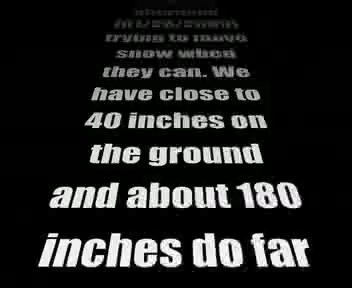 trying to move
snow when
they can. We
have close to
40 inches on
the ground
and about 180
inches do far